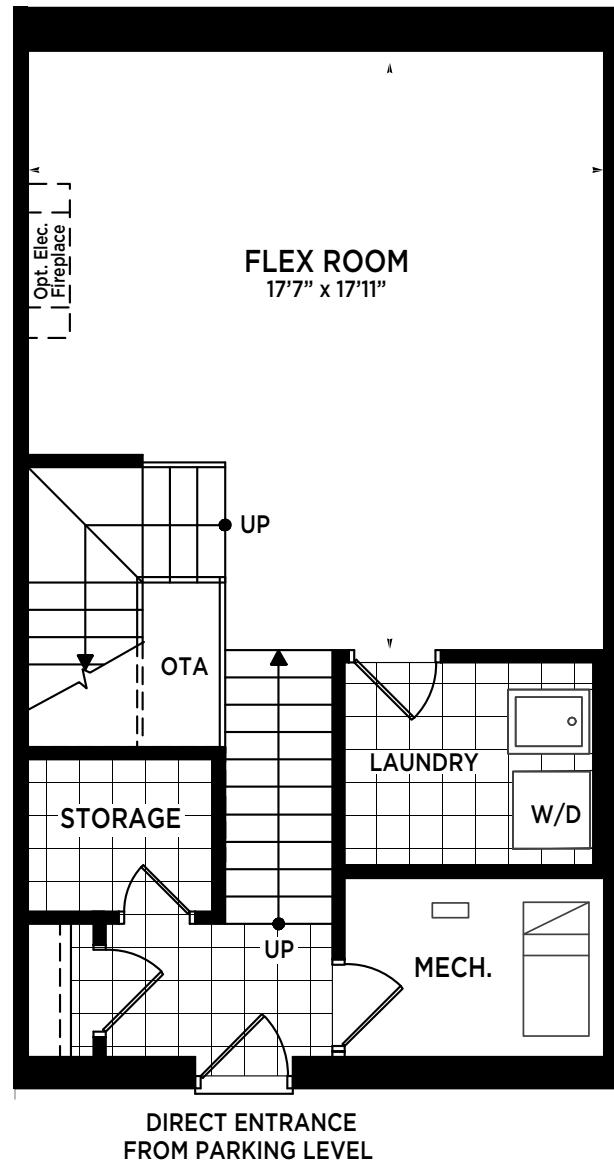 Opt. Elec.
Fireplace
FLEX ROOM
17'7" x 17'11"
UP
OTA
LAUNDRY
STORAGE
W/D
UP
MECH.
DIRECT ENTRANCE
FROM PARKING LEVEL